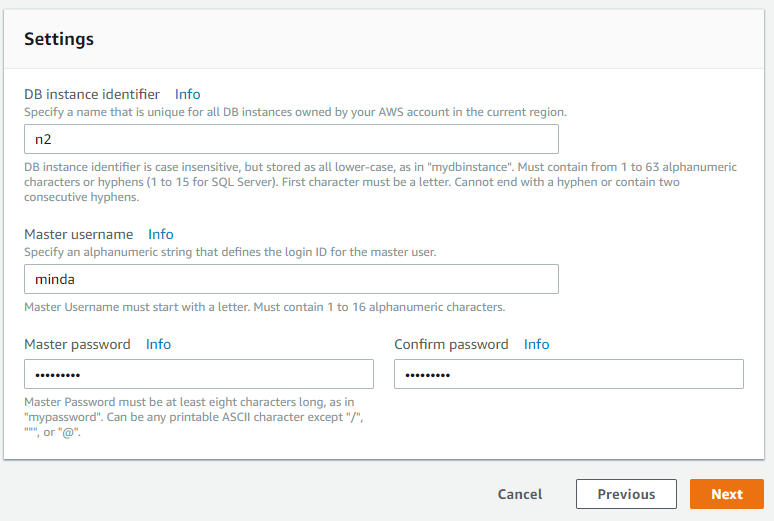 Settings
DB instance identifier Info
Specify a name that is unique for all DB instances owned by your AWS account in the current region.
n2
DB instance identifier is case insensitive, but stored as all lower-case, as in "mydbinstance". Must contain from 1 to 63 alphanumeric
characters or hyphens (1 to 15 for SQL Server). First character must be a letter. Cannot end with a hyphen or contain two
consecutive hyphens.
Master username Info
Specify an alphanumeric string that defines the login ID for the master user.
minda
Master Username must start with a letter. Must contain 1 to 16 alphanumeric characters.
Master password Info Confirm password Info
••••••••• •••••••••
Master Password must be at least eight characters long, as in
"mypassword". Can be any printable ASCII character except "/",
""", or "@".
Cancel Previous Next